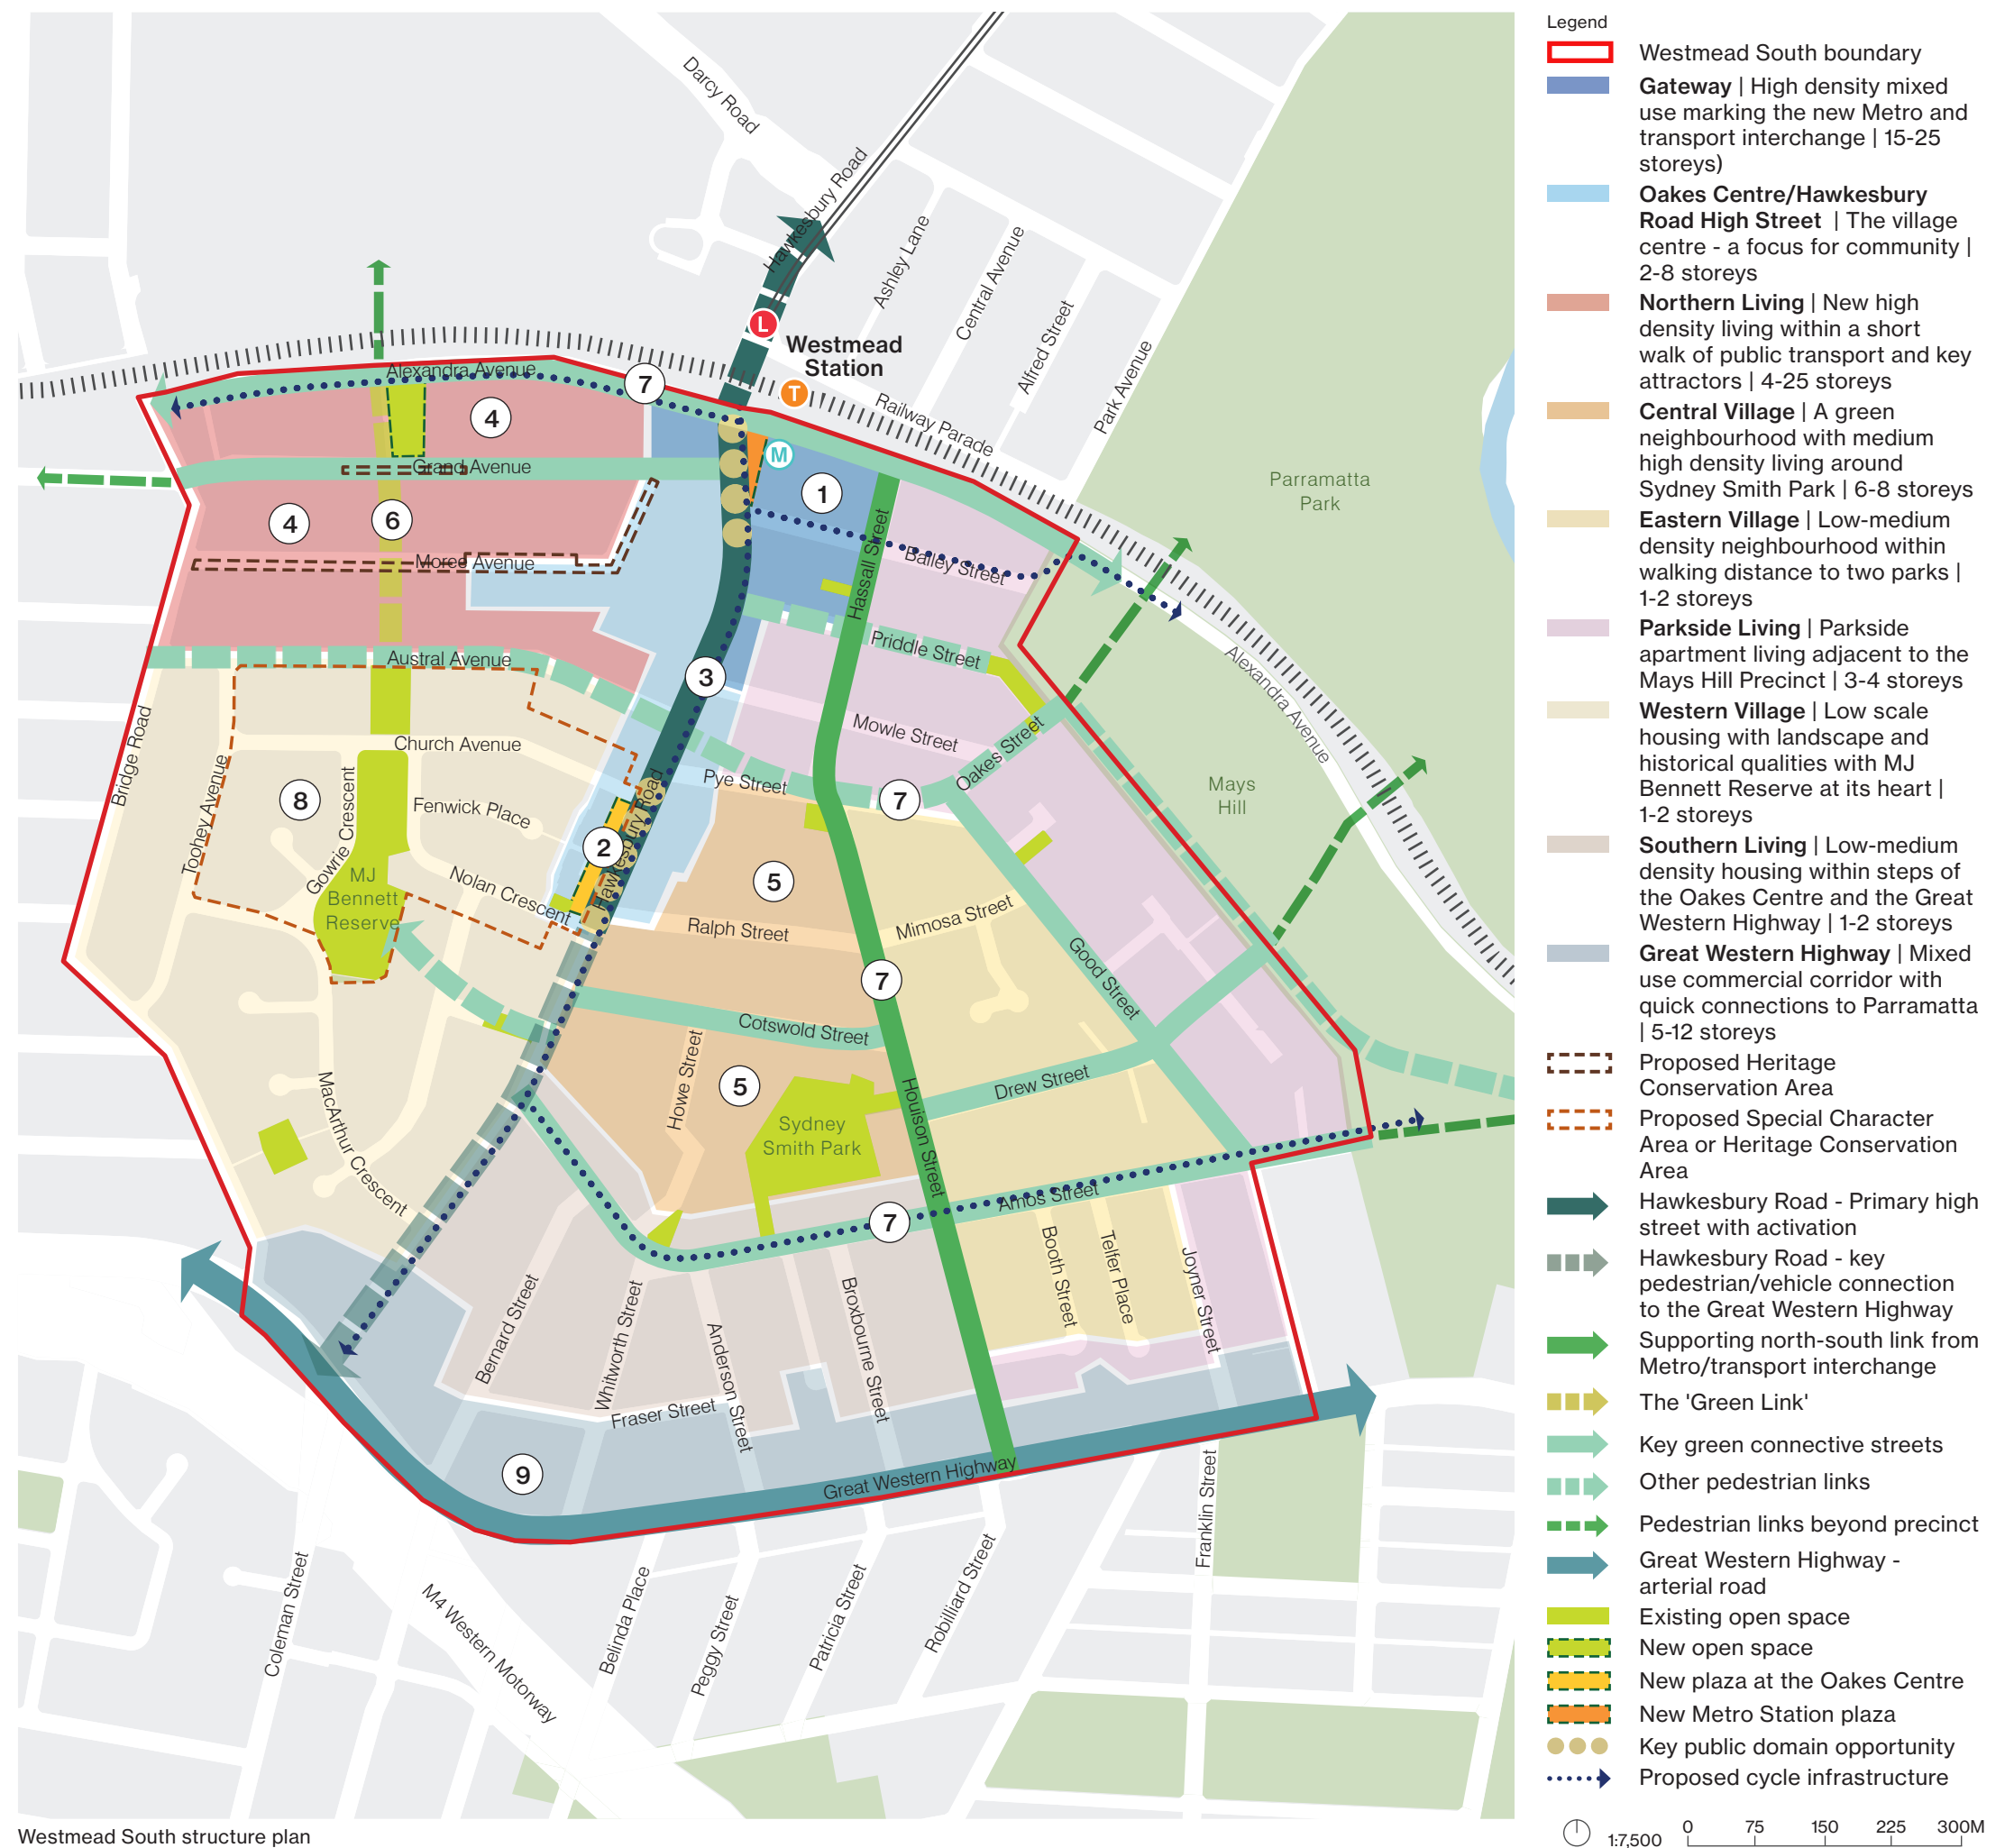 Legend
Westmead South boundary
Gateway | High density mixed
use marking the new Metro and
transport interchange | 15-25
storeys)
Oakes Centre/Hawkesbury
Road High Street | The village
centre - a focus for community |
2-8 storeys
Northern Living | New high
density living within a short
walk of public transport and key
attractors | 4-25 storeys
Central Village | A green
neighbourhood with medium
high density living around
Sydney Smith Park | 6-8 storeys
Eastern Village | Low-medium
density neighbourhood within
walking distance to two parks |
1-2 storeys
Parkside Living | Parkside
apartment living adjacent to the
Mays Hill Precinct | 3-4 storeys
Western Village | Low scale
housing with landscape and
historical qualities with MJ
Bennett Reserve at its heart |
1-2 storeys
Southern Living | Low-medium
density housing within steps of
the Oakes Centre and the Great
Western Highway | 1-2 storeys
Great Western Highway | Mixed
use commercial corridor with
quick connections to Parramatta
| 5-12 storeys
Proposed Heritage
Conservation Area
Proposed Special Character
Area or Heritage Conservation
Area
Hawkesbury Road - Primary high
street with activation
Hawkesbury Road - key
pedestrian/vehicle connection
to the Great Western Highway
Supporting north-south link from
Metro/transport interchange
The 'Green Link'
Key green connective streets
Other pedestrian links
Pedestrian links beyond precinct
Great Western Highway -
arterial road
Existing open space
New open space
New plaza at the Oakes Centre
New Metro Station plaza
Key public domain opportunity
Proposed cycle infrastructure
1:7,500
0 75 150 225 300M
Darcy Road
Hawkesbury Road
Ashley Lane
Central Avenue
Alfred Street
Park Avenue
L
Westmead
Station
T
Railway Parade
M
Parramatta
Park
Alexandra Avenue
7
4
Grand Avenue
1
4
6
Moree Avenue
Hassall Street
Bailey Street
Priddle Street
Austral Avenue
3
Alexandra Avenue
Bridge Road
Toohey Avenue
Church Avenue
Mowle Street
Oakes Street
Pye Street
7
Mays
Hill
8
Gowrie Crescent
Fenwick Place
2
Hawkesbury Road
Hawkesbury Road
MJ
Bennett
Reserve
Nolan Crescent
5
Ralph Street
Mimosa Street
Good Street
7
Cotswold Street
Howe Street
5
Drew Street
Sydney
Smith Park
Houison Street
MacArthur Crescent
7
Amos Street
Booth Street
Telfer Place
Joyner Street
Bernard Street
Whitworth Street
Anderson Street
Broxbourne Street
Fraser Street
9
Great Western Highway
Coleman Street
M4 Western Motorway
Belinda Place
Peggy Street
Patricia Street
Robilliard Street
Franklin Street
Westmead South structure plan